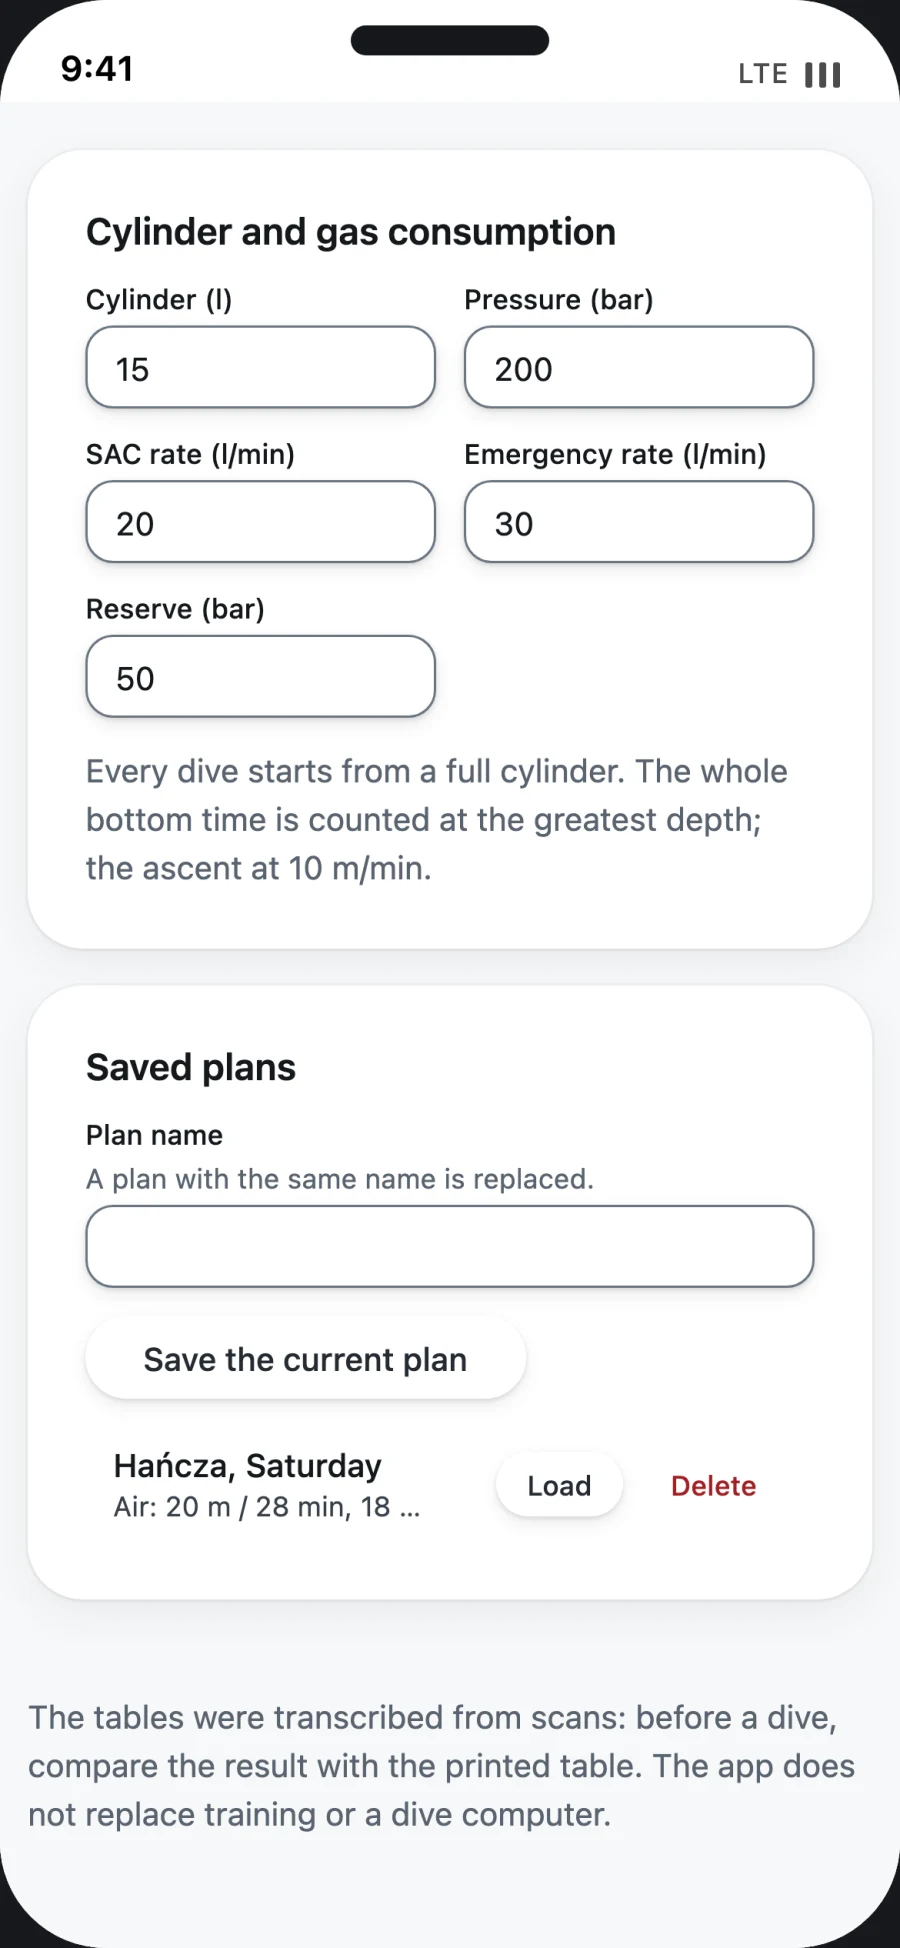 9:41
LTE
Cylinder and gas consumption
Cylinder (l)
Pressure (bar)
15
200
SAC rate (l/min)
Emergency rate (l/min)
20
30
Reserve (bar)
50
Every dive starts from a full cylinder. The whole
bottom time is counted at the greatest depth;
the ascent at 10 m/min.
Saved plans
Plan name
A plan with the same name is replaced.
Save the current plan
Hańcza, Saturday
Air: 20 m / 28 min, 18 ...
Load
Delete
The tables were transcribed from scans: before a dive,
compare the result with the printed table. The app does
not replace training or a dive computer.